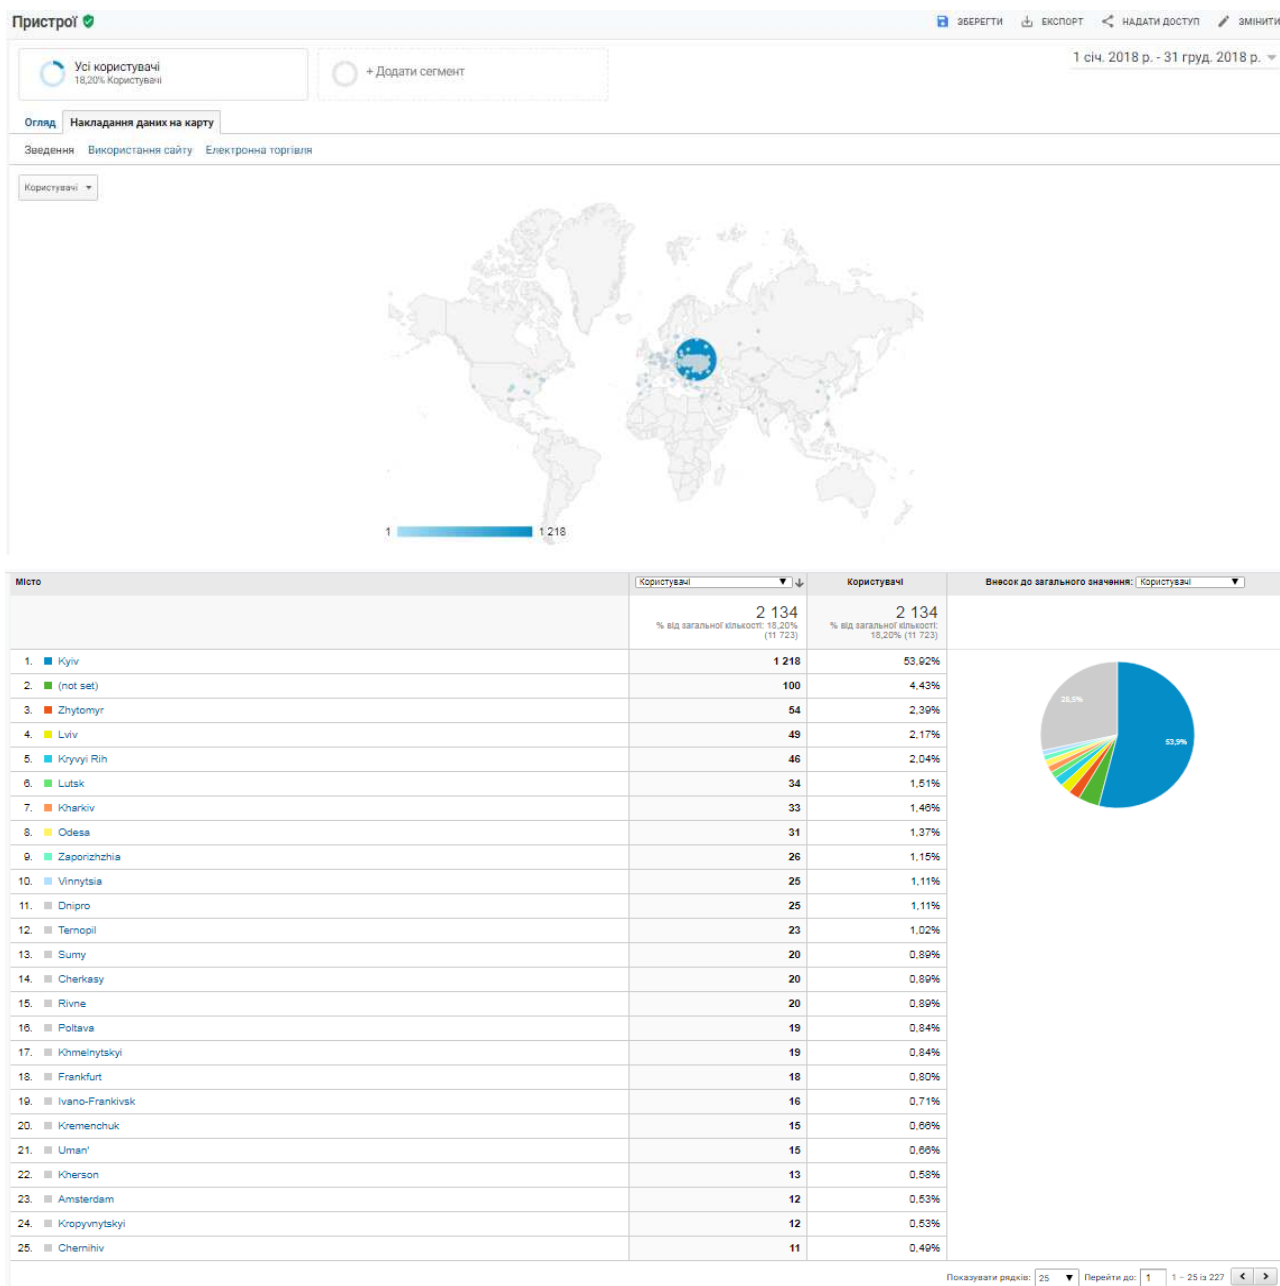 Пристрої
ЗБЕРЕГТИ ЕКСПОРТ НАДАТИ ДОСТУП ЗМІНИТИ
Усі користувачі
18,20% Користувачі
+ Додати сегмент
1 січ. 2018 р. - 31 груд. 2018 р.
Огляд Накладання даних на карту
Зведення Використання сайту Електронна торгівля
Користувачі
1 1 218
Місто Користувачі Користувачі Внесок до загального значення: Користувачі
2 134 2 134
% від загальної кількості: 18,20% (11 723) % від загальної кількості: 18,20% (11 723)
1. Kyiv 1 218 53,92%
2. (not set) 100 4,43%
3. Zhytomyr 54 2,39%
4. Lviv 49 2,17%
5. Kryvyi Rih 46 2,04%
6. Lutsk 34 1,51%
7. Kharkiv 33 1,46%
8. Odesa 31 1,37%
9. Zaporizhzhia 26 1,15%
10. Vinnytsia 25 1,11%
11. Dnipro 25 1,11%
12. Ternopil 23 1,02%
13. Sumy 20 0,89%
14. Cherkasy 20 0,89%
15. Rivne 20 0,89%
16. Poltava 19 0,84%
17. Khmelnytskyi 19 0,84%
18. Frankfurt 18 0,80%
19. Ivano-Frankivsk 16 0,71%
20. Kremenchuk 15 0,66%
21. Uman' 15 0,66%
22. Kherson 13 0,58%
23. Amsterdam 12 0,53%
24. Kropyvnytskyi 12 0,53%
25. Chernihiv 11 0,49%
53,9%
Показувати рядків: 25 Перейти до: 1 1 – 25 із 227